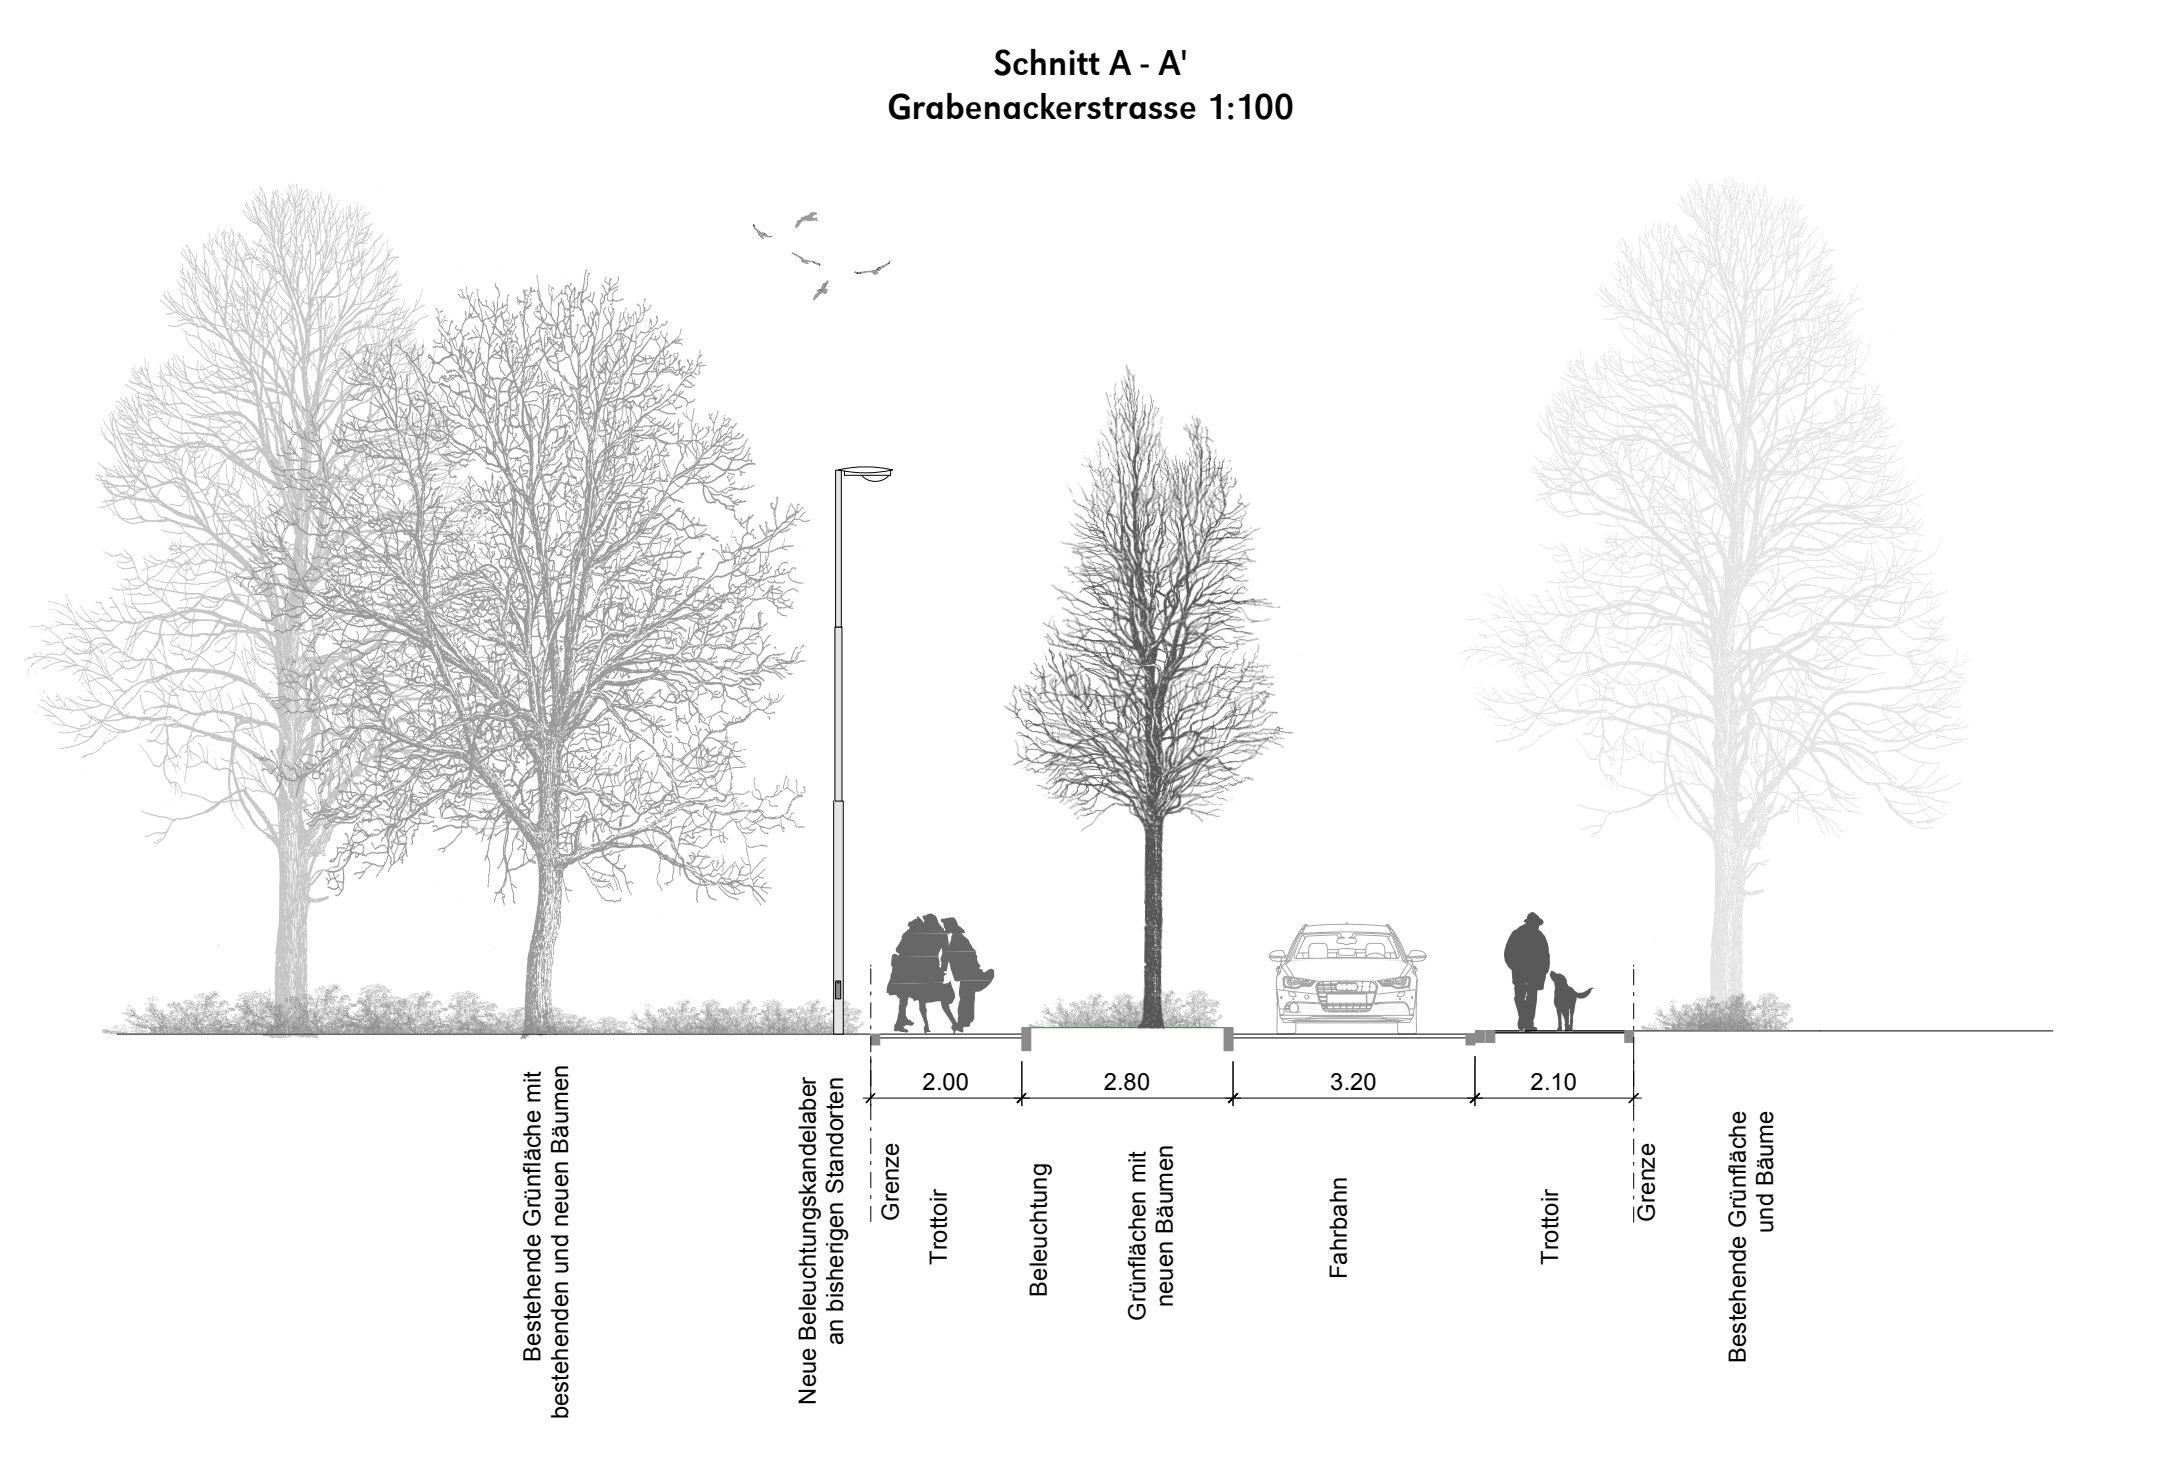 Schnitt A - A'
Grabenackerstrasse 1:100
2.00
2.80
3.20
2.10
Bestehende Grünfläche mit
bestehenden und neuen Bäumen
Neue Beleuchtungskandelaber
an bisherigen Standorten
Grenze
Trottoir
Beleuchtung
Grünflächen mit
neuen Bäumen
Fahrbahn
Trottoir
Grenze
Bestehende Grünfläche
und Bäume